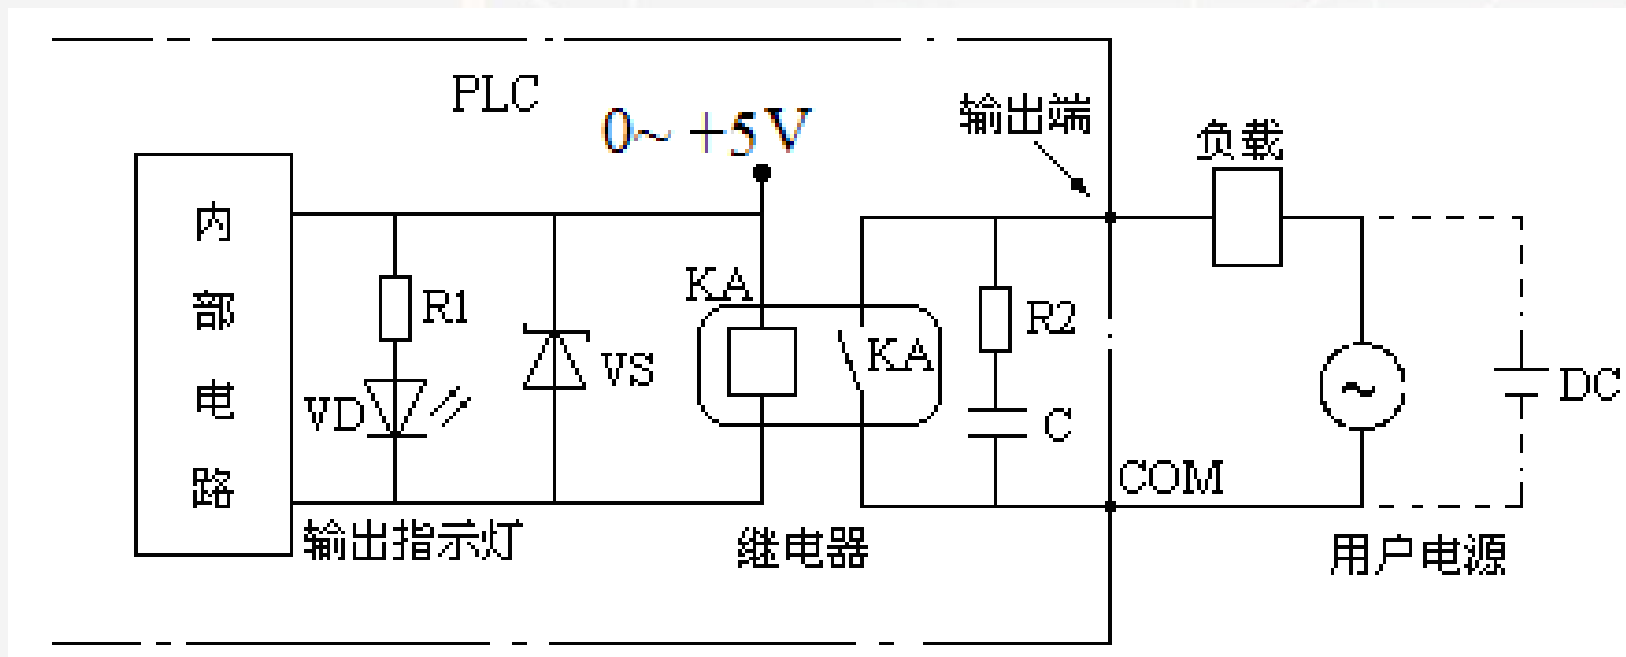 PLC
0~ +5V
输出端
负载
内部电路
KA
R1
R2
KA
VS
VD
DC
~
C
COM
输出指示灯
继电器
用户电源